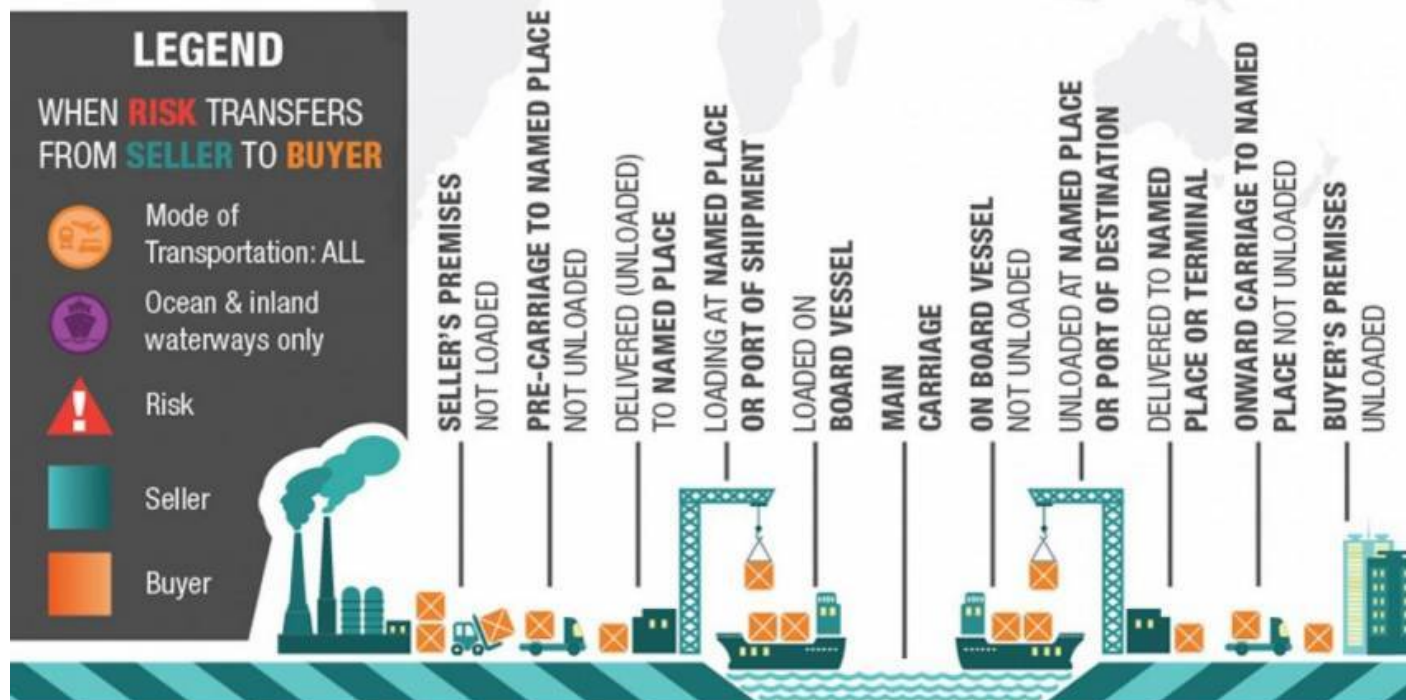 LEGEND
WHEN RISK TRANSFERS
FROM SELLER TO BUYER
Mode of
Transportation: ALL
Ocean & inland
waterways only
Risk
Seller
Buyer
SELLER'S PREMISES
NOT LOADED
PRE-CARRIAGE TO NAMED PLACE
NOT UNLOADED
DELIVERED (UNLOADED)
TO NAMED PLACE
LOADING AT NAMED PLACE
OR PORT OF SHIPMENT
LOADED ON
BOARD VESSEL
MAIN
CARRIAGE
ON BOARD VESSEL
NOT UNLOADED
UNLOADED AT NAMED PLACE
OR PORT OF DESTINATION
DELIVERED TO NAMED
PLACE OR TERMINAL
ONWARD CARRIAGE TO NAMED
PLACE NOT UNLOADED
BUYER'S PREMISES
UNLOADED